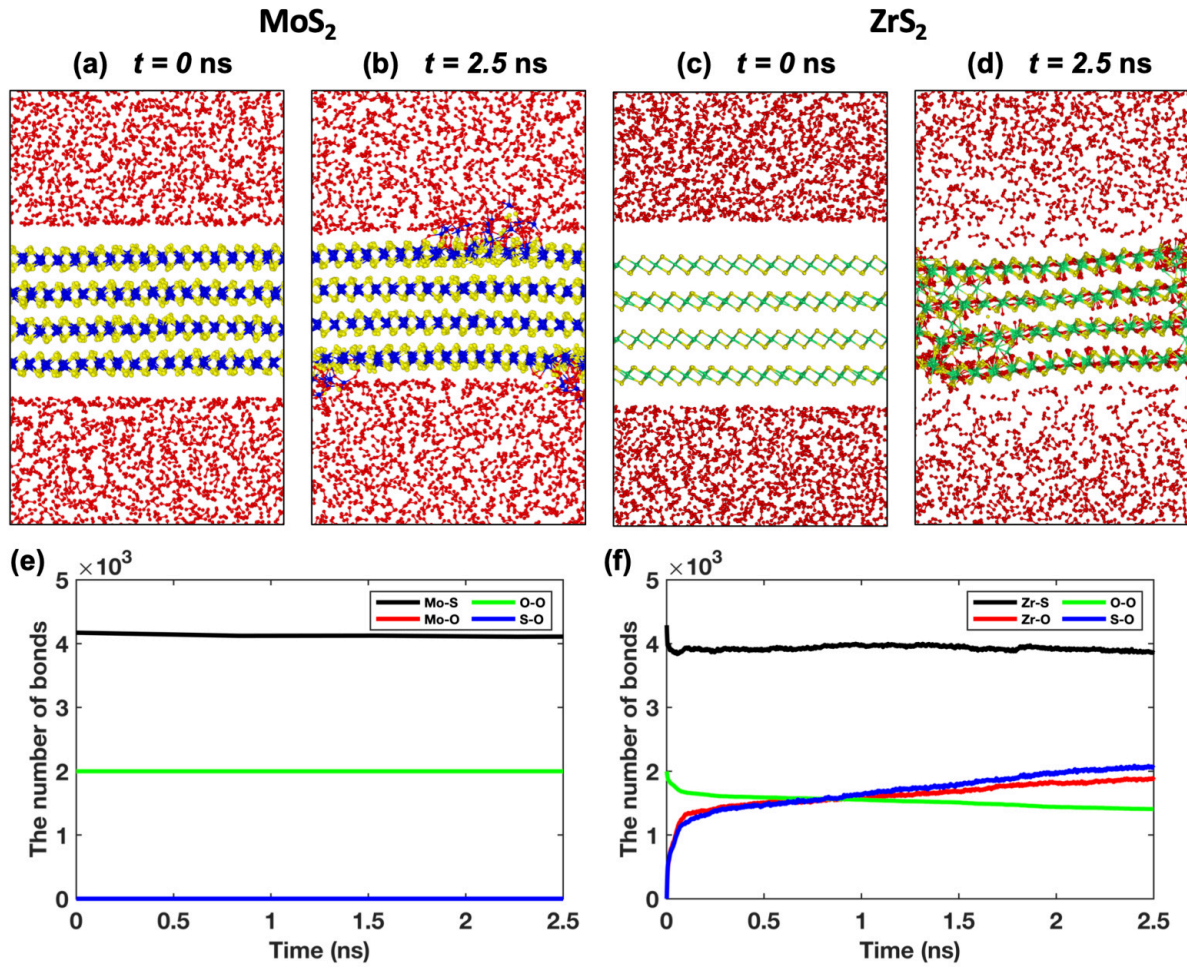 MoS₂ ZrS₂
(a) t = 0 ns (b) t = 2.5 ns (c) t = 0 ns (d) t = 2.5 ns
(e)
×10³
5
4
3
2
1
0
The number of bonds
Mo-S O-O
Mo-O S-O
0 0.5 1 1.5 2 2.5
Time (ns)
(f)
×10³
5
4
3
2
1
0
The number of bonds
Zr-S O-O
Zr-O S-O
0 0.5 1 1.5 2 2.5
Time (ns)